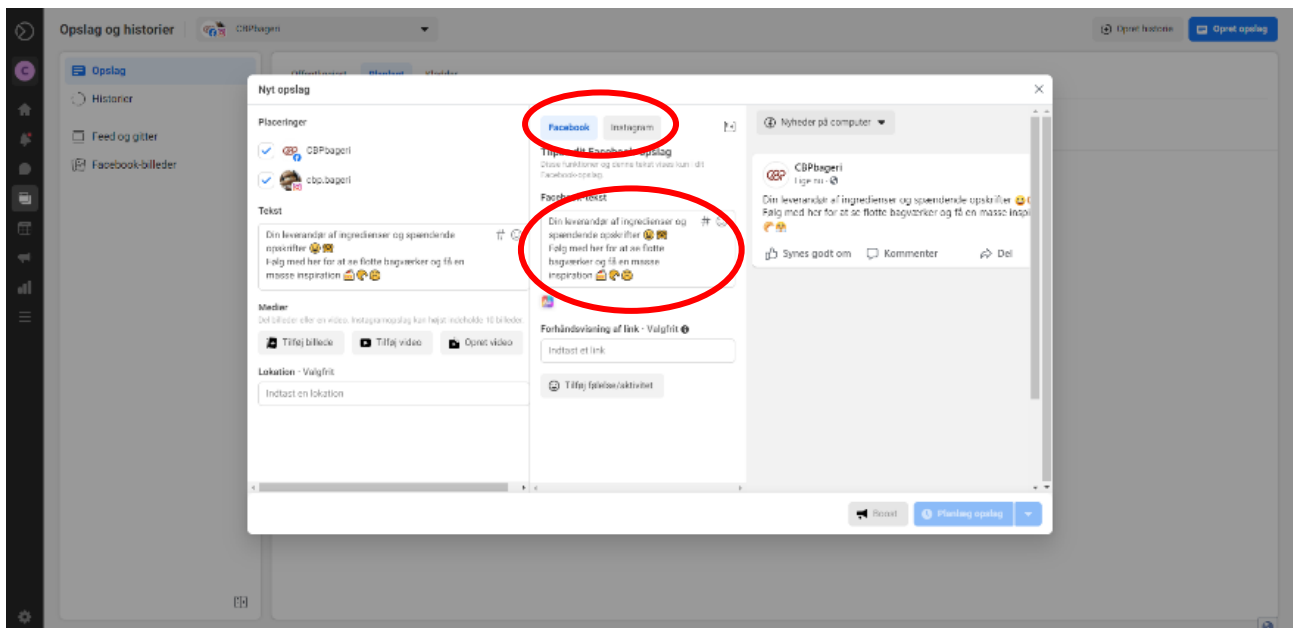 Opslag og historier
CBPbageri
Opret historie
Opret opslag
C
Opslag
Historier
Feed og gitter
Facebook-billeder
Offentliggjort Planlagt Kladder
Nyt opslag
Placeringer
CBPbageri
cbp.bageri
Tekst
Din leverandør af ingredienser og spændende
opskrifter
Følg med her for at se flotte bagværker og få en
masse inspiration
Medier
Del billeder eller en video. Instagramopslag kan højst indeholde 10 billeder.
Tilføj billede
Tilføj video
Opret video
Lokation · Valgfrit
Indtast en lokation
Facebook
Instagram
Tilpas dit Facebook-opslag
Disse funktioner og denne tekst vises kun i dit
Facebook-opslag.
Facebook-tekst
Din leverandør af ingredienser og
spændende opskrifter
Følg med her for at se flotte
bagværker og få en masse
inspiration
Forhåndsvisning af link · Valgfrit
Indtast et link
Tilføj følelse/aktivitet
Nyheder på computer
CBP CBPbageri
Lige nu
Din leverandør af ingredienser og spændende opskrifter
Følg med her for at se flotte bagværker og få en masse inspi
Synes godt om
Kommenter
Del
Boost
Planlæg opslag